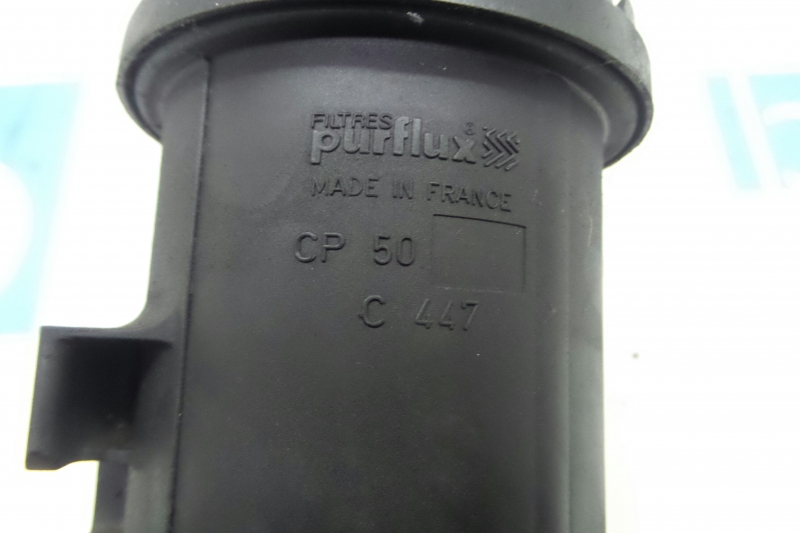 FILTRES
purflux®
MADE IN FRANCE
CP 50
C 447